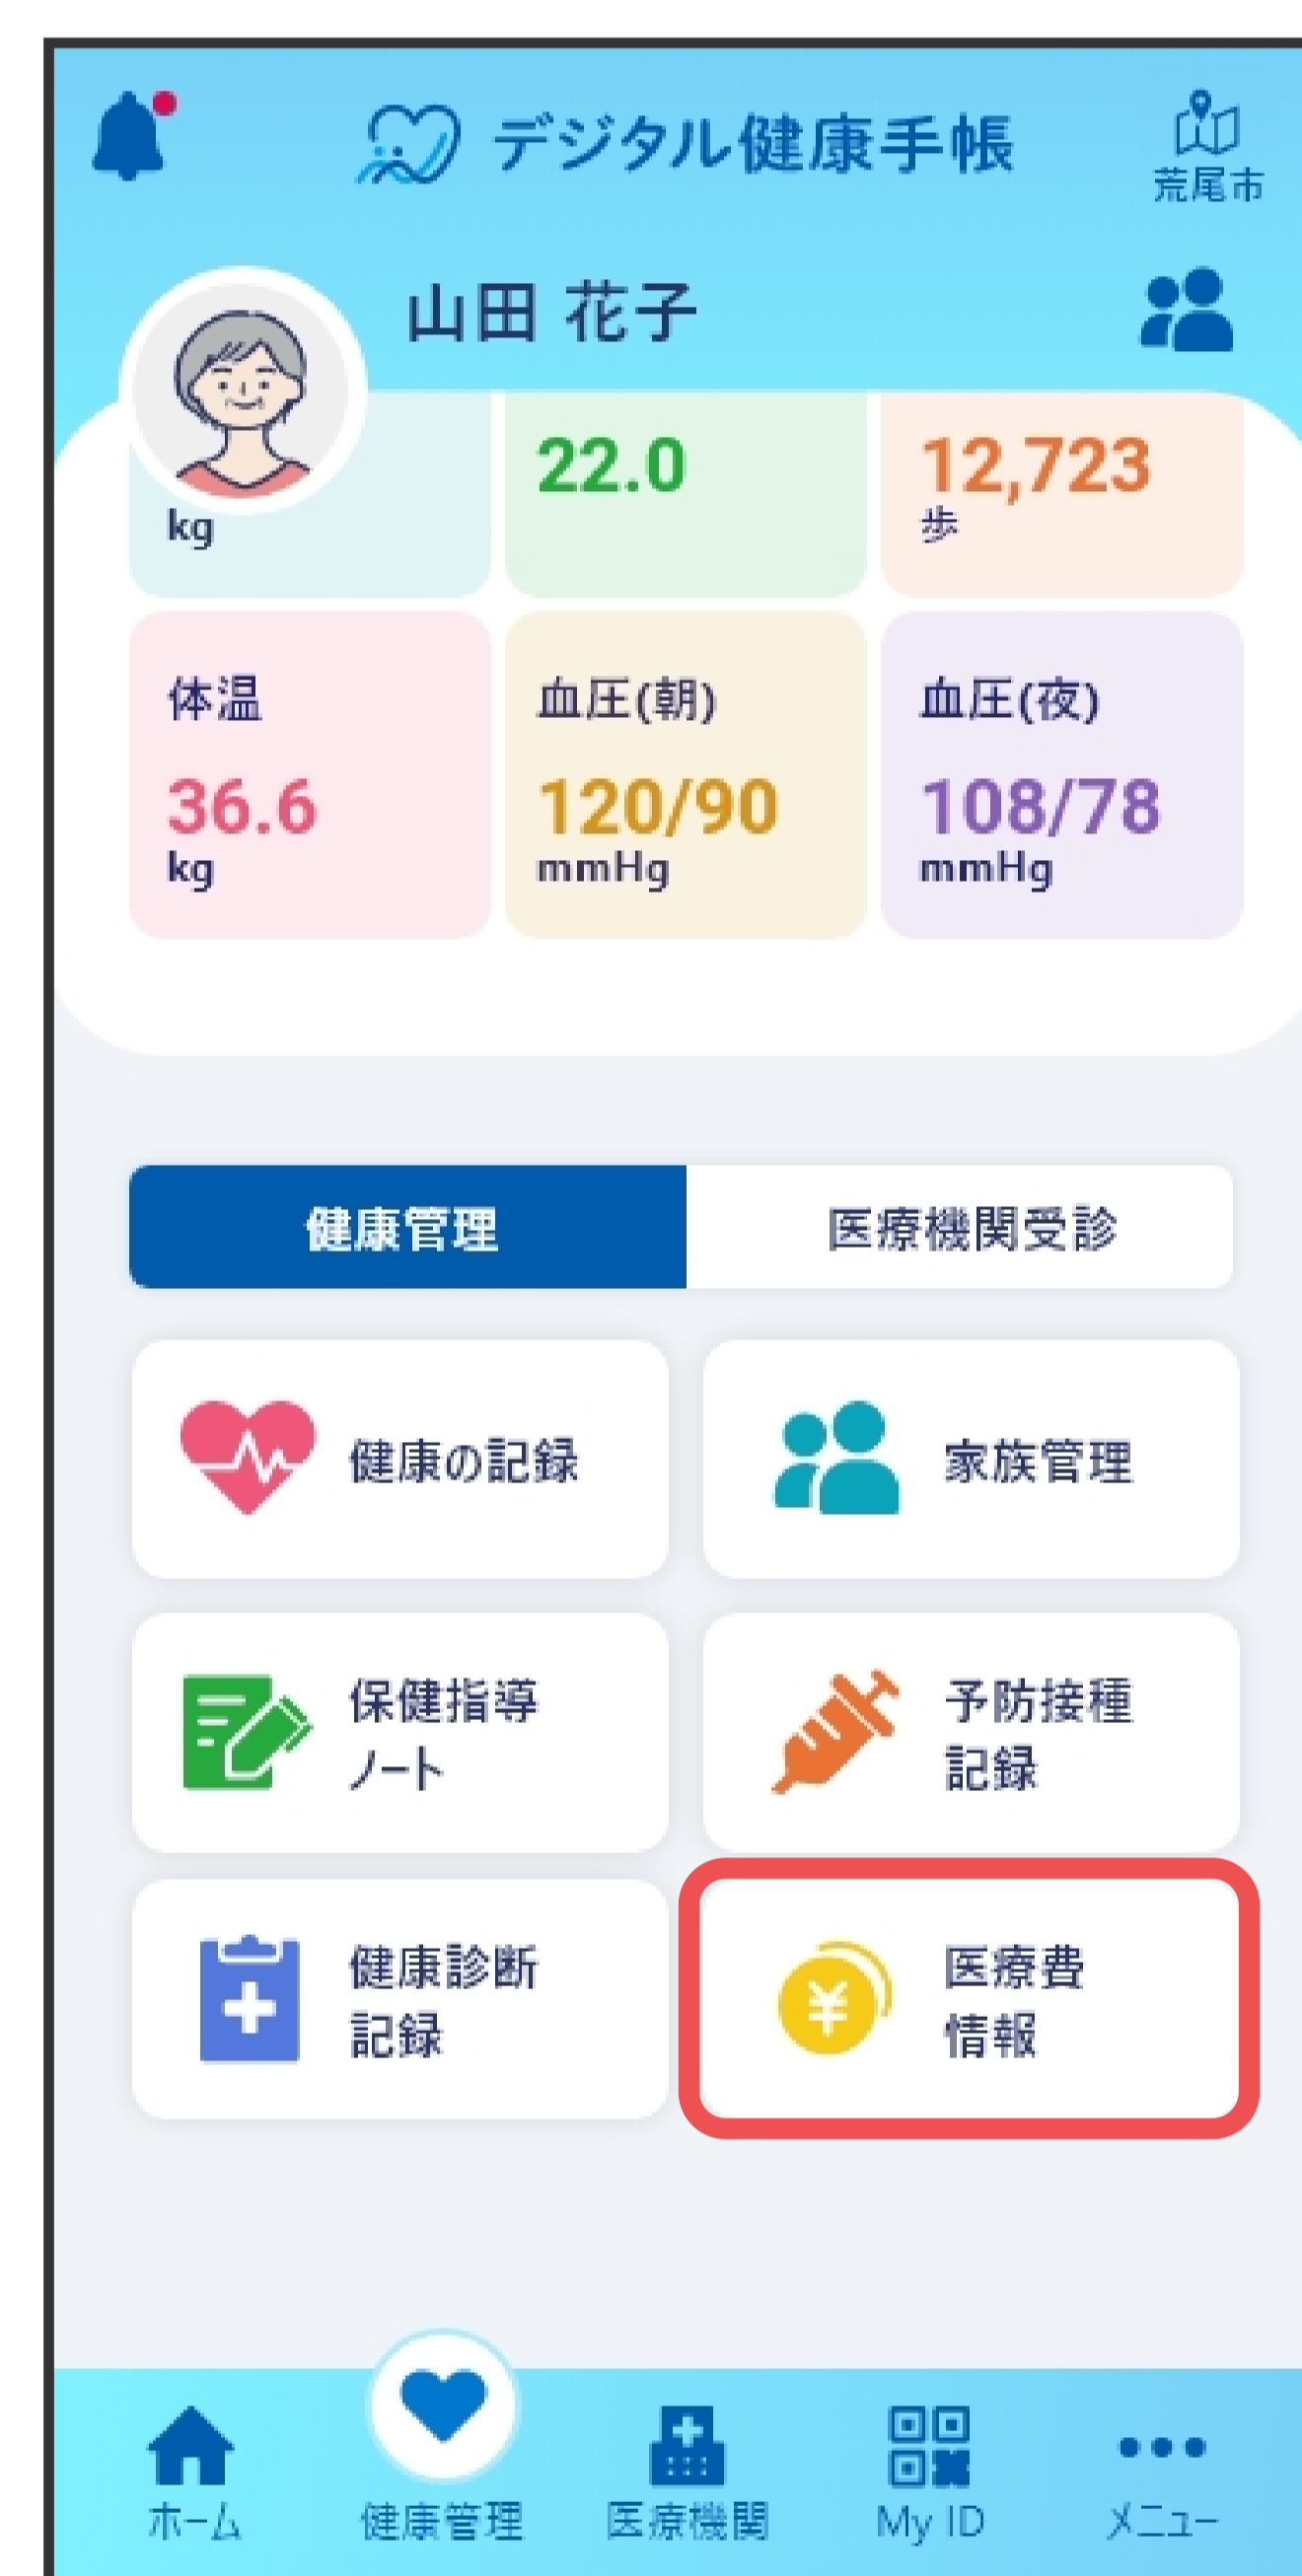 デジタル健康手帳
荒尾市
山田 花子
22.0
12,723
kg
歩
体温
血圧(朝)
血圧(夜)
36.6
120/90
108/78
kg
mmHg
mmHg
健康管理
医療機関受診
健康の記録
家族管理
保健指導
ノート
予防接種
記録
健康診断
記録
¥
医療費
情報
ホーム
健康管理
医療機関
My ID
メニュー